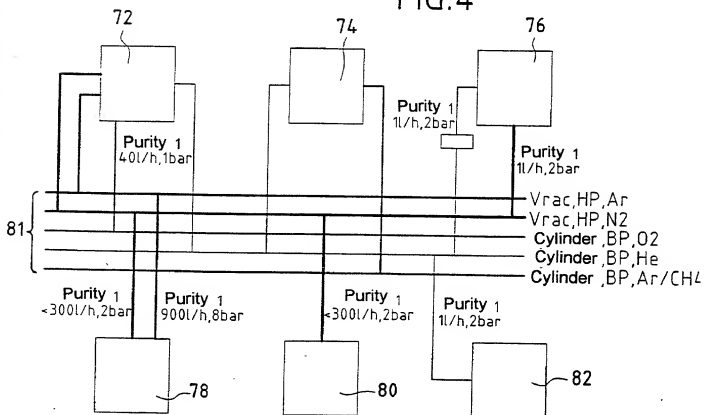 FIG.4
72
74
76
Purity 1
1l/h,2bar
Purity 1
40l/h,1bar
Purity 1
1l/h,2bar
Vrac,HP,Ar
Vrac,HP,N2
81
Cylinder,BP,O2
Cylinder,BP,He
Cylinder,BP,Ar/CH4
Purity 1
<300l/h,2bar
Purity 1
900l/h,8bar
Purity 1
<300l/h,2bar
Purity 1
1l/h,2bar
78
80
82